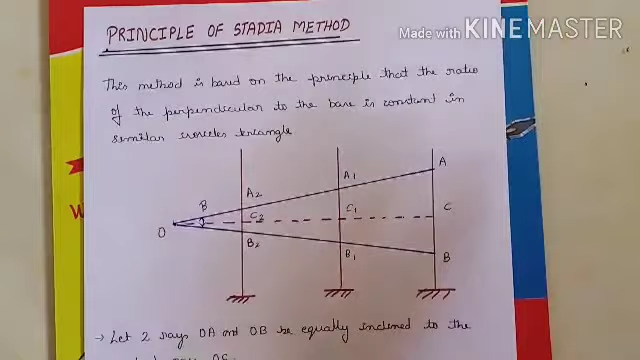 PRINCIPLE OF STADIA METHOD
Made with KINEMASTER
This method is based on the principle that the ratio
of the perpendicular to the base is constant in
similar isosceles triangle
A
A1
A2
β
O
C2
C1
C
B2
B1
B
→ Let 2 rays OA and OB be equally inclined to the